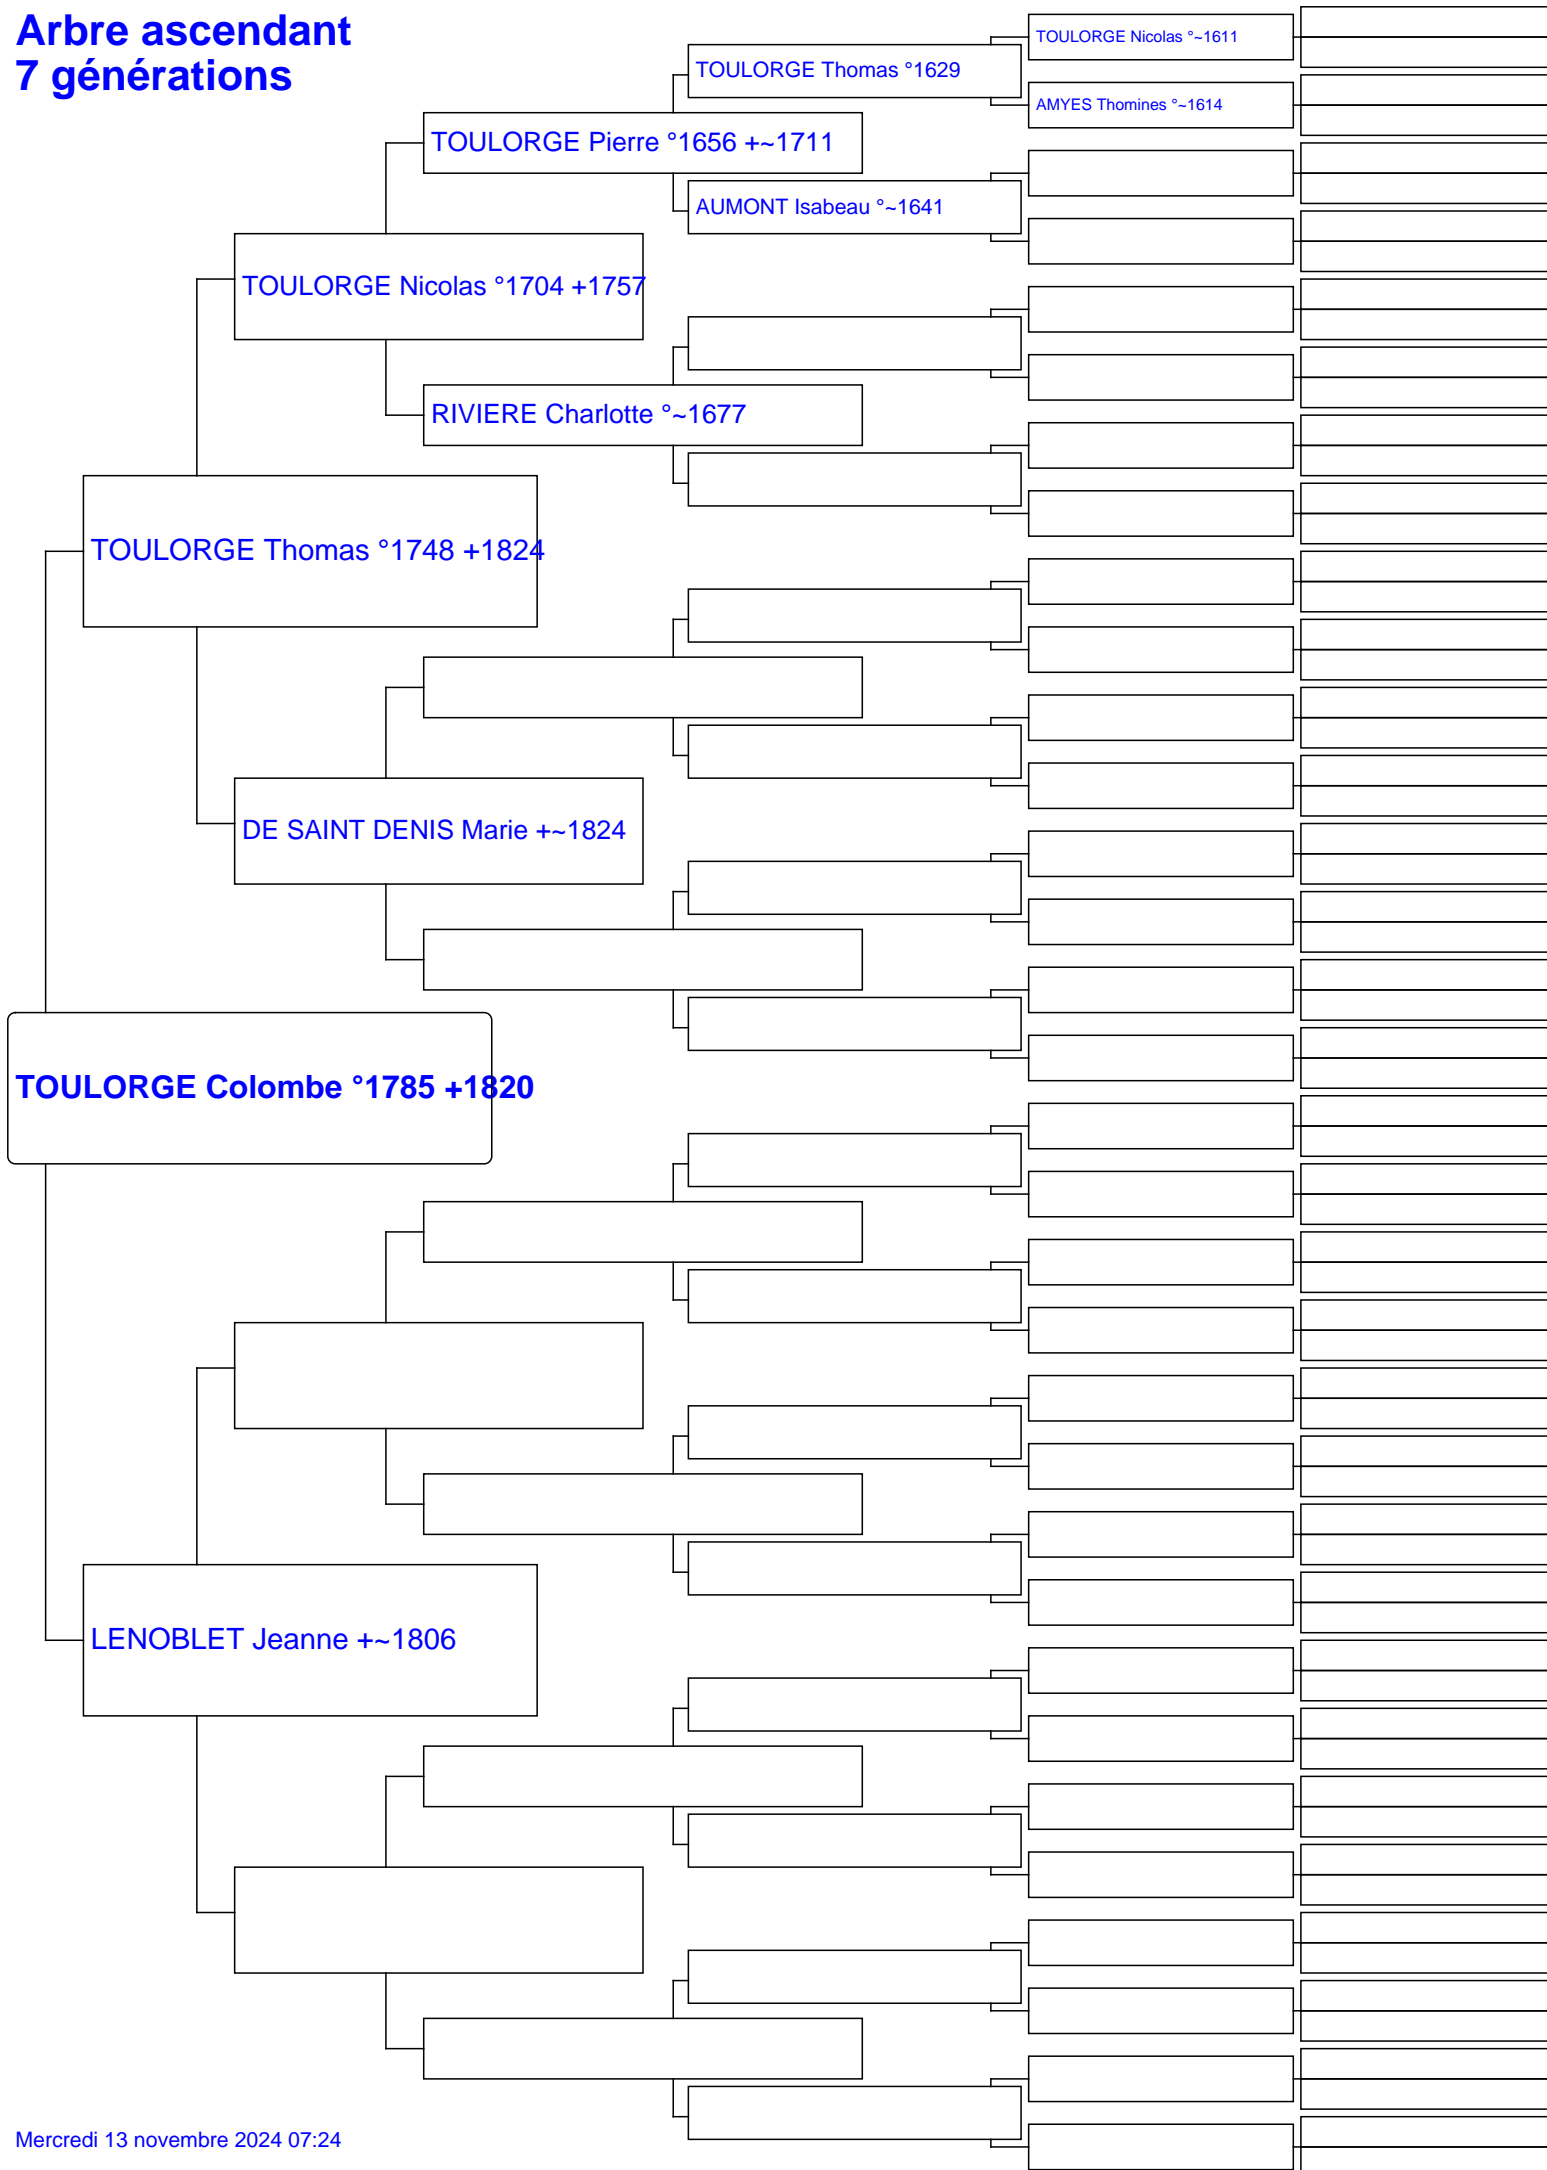 Arbre ascendant
7 générations
TOULORGE Nicolas °~1611
TOULORGE Thomas °1629
AMYES Thomines °~1614
TOULORGE Pierre °1656 +~1711
AUMONT Isabeau °~1641
TOULORGE Nicolas °1704 +1757
RIVIERE Charlotte °~1677
TOULORGE Thomas °1748 +1824
DE SAINT DENIS Marie +~1824
TOULORGE Colombe °1785 +1820
LENOBLET Jeanne +~1806
Mercredi 13 novembre 2024 07:24